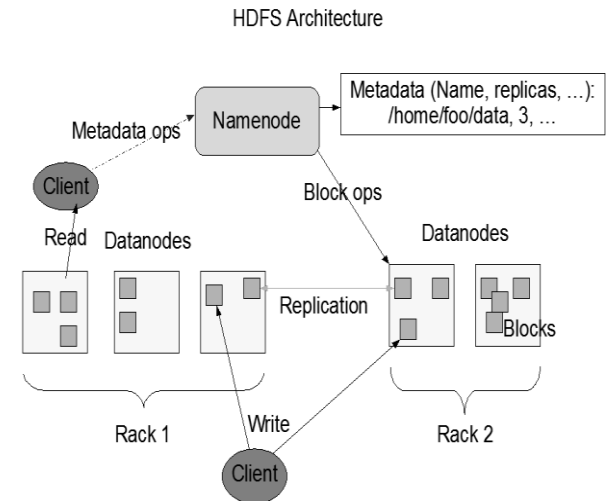 HDFS Architecture
Metadata (Name, replicas, ...):
/home/foo/data, 3, ...
Namenode
Metadata ops
Client
Block ops
Read
Datanodes
Datanodes
Replication
Blocks
Write
Rack 1
Rack 2
Client